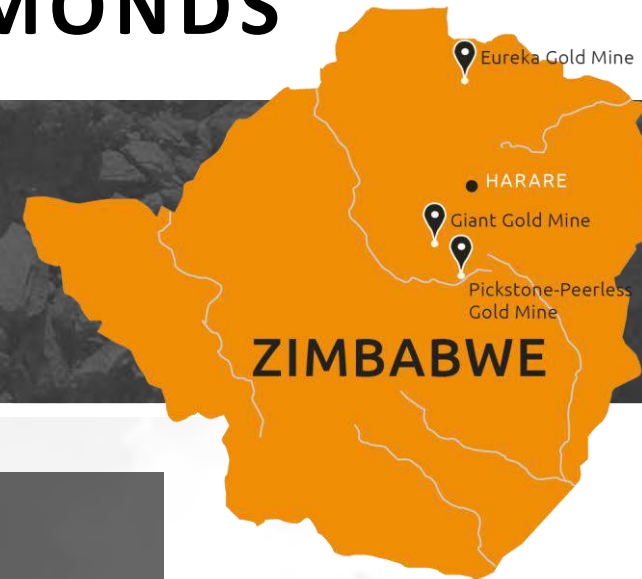 MONDS
Eureka Gold Mine
HARARE
Giant Gold Mine
Pickstone-Peerless
Gold Mine
ZIMBABWE